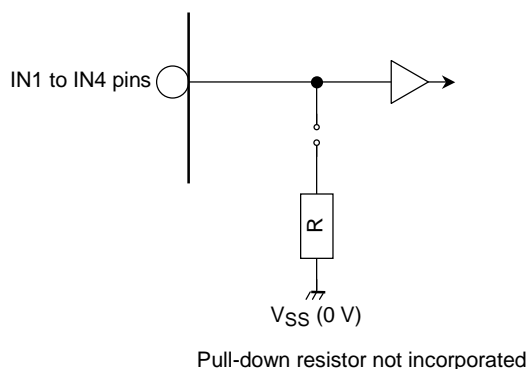 IN1 to IN4 pins
R
VSS (0 V)
Pull-down resistor not incorporated